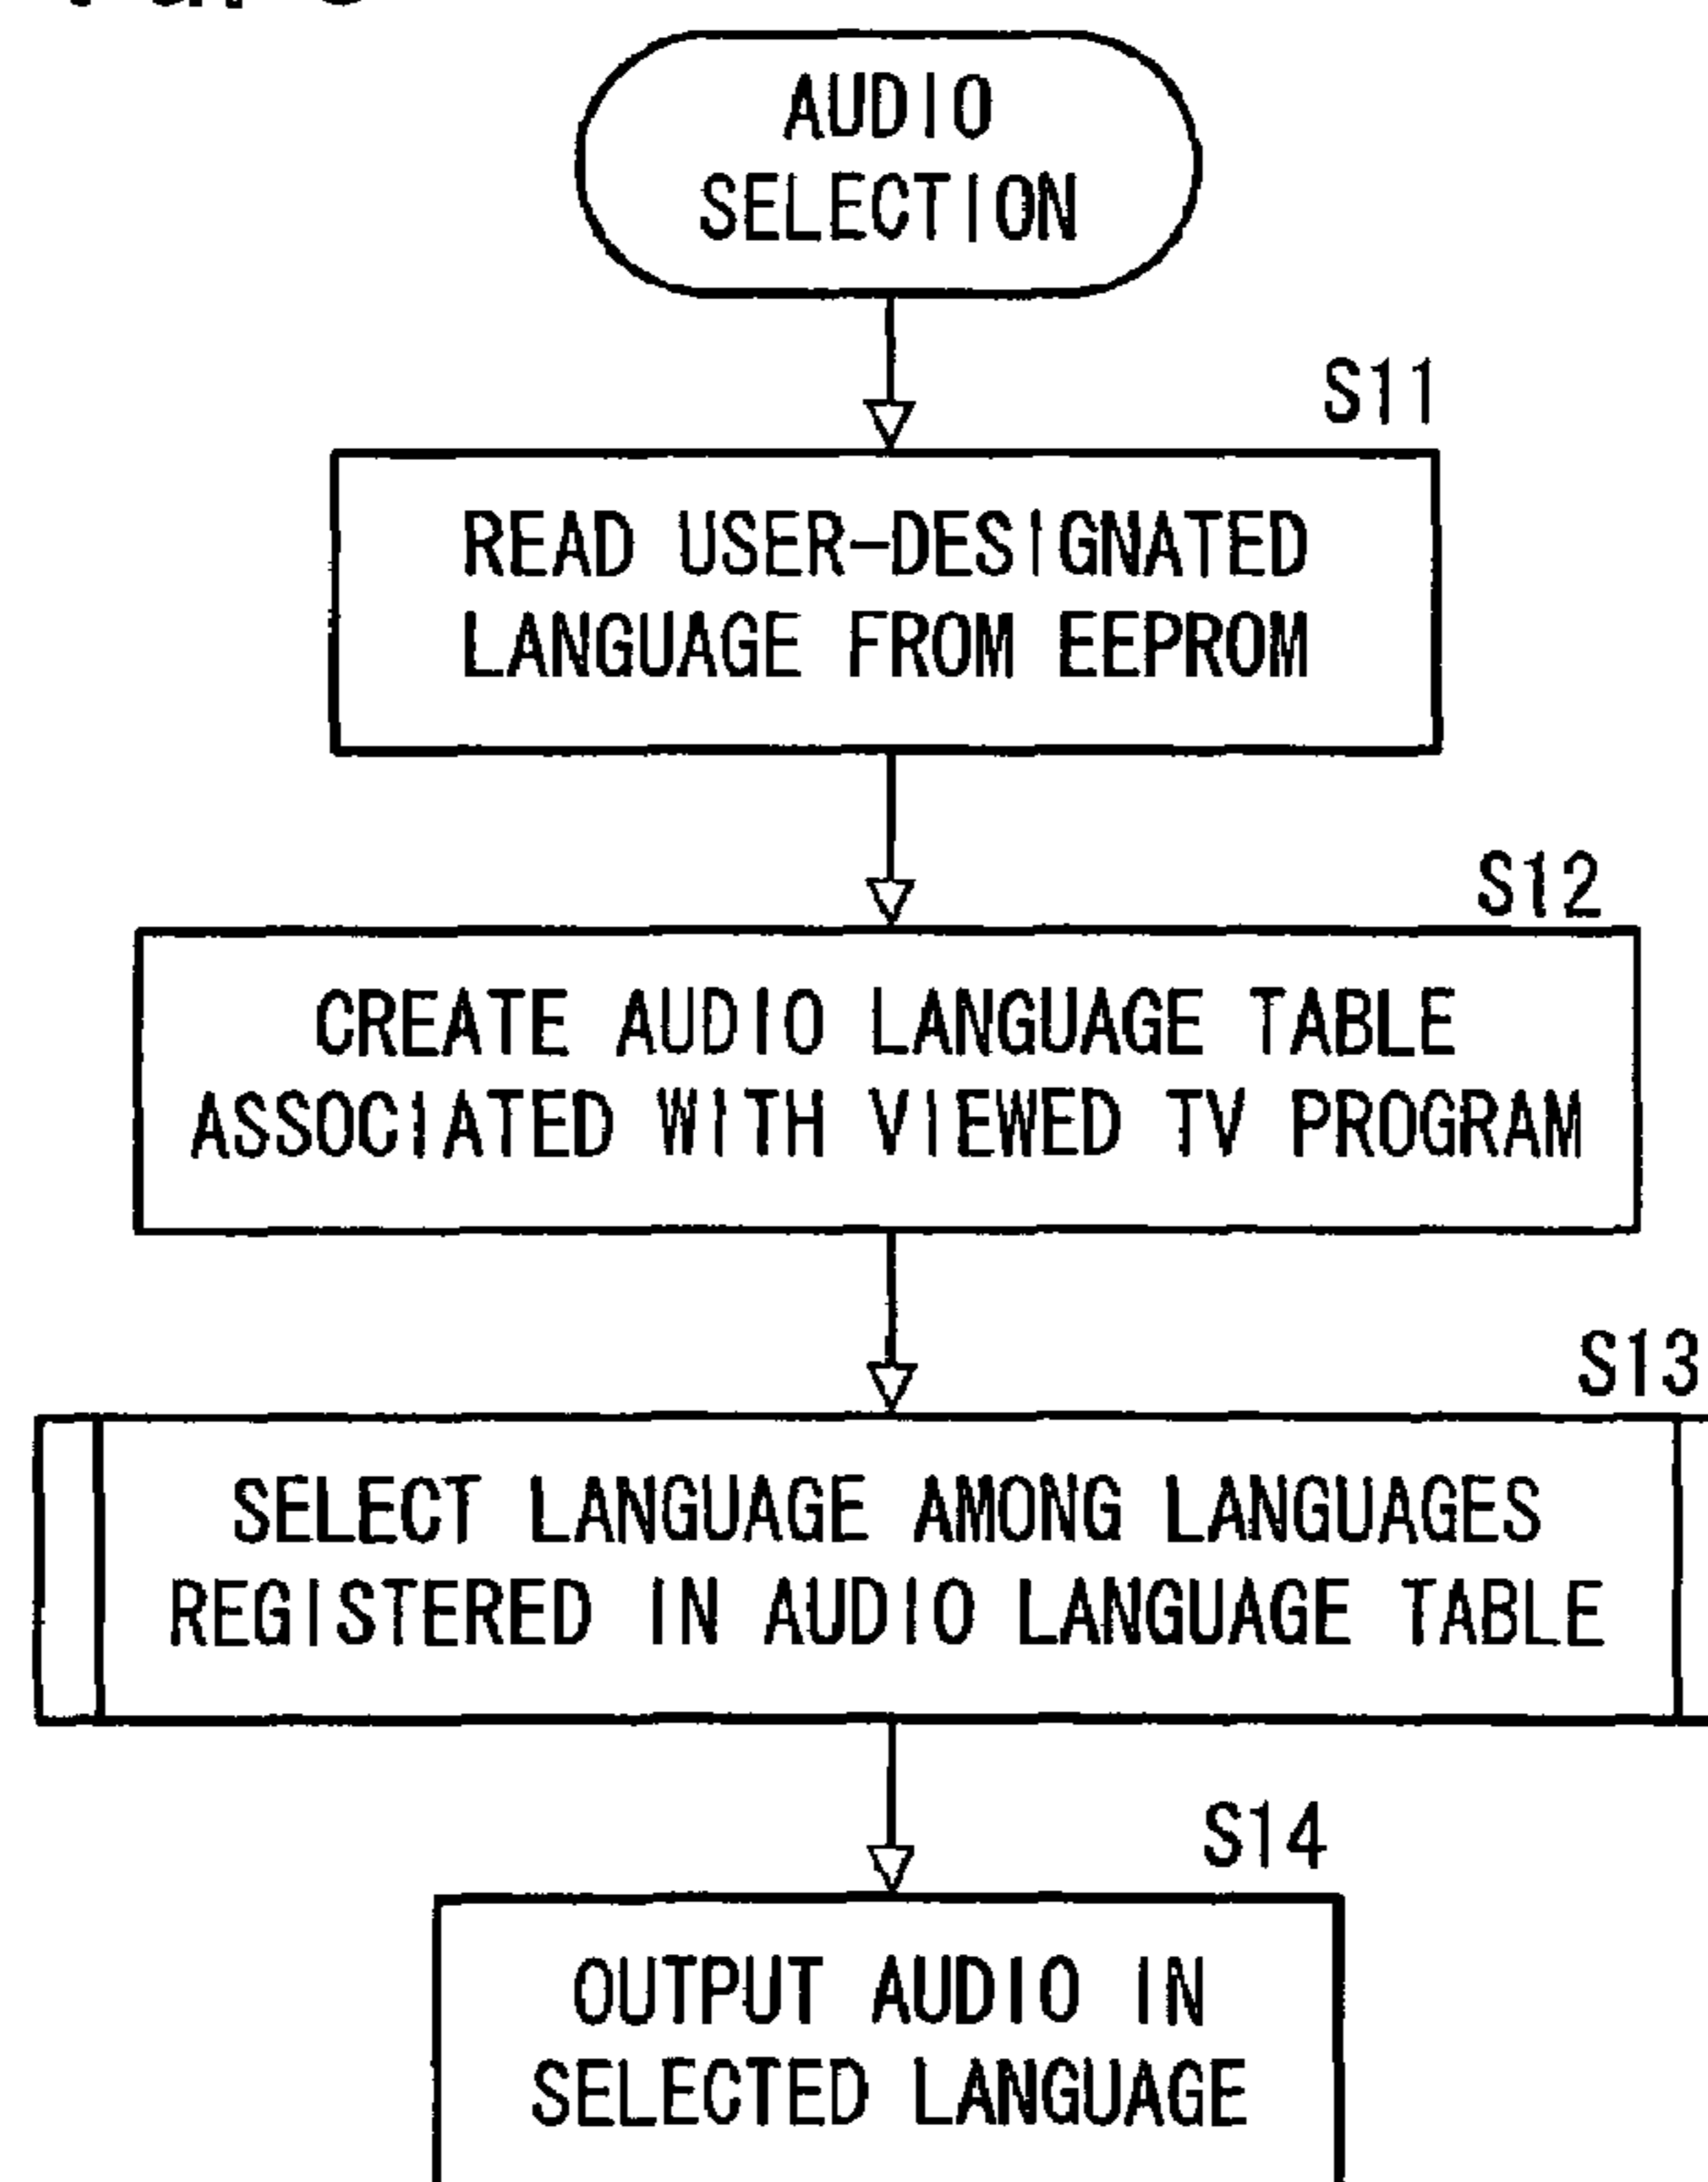 AUDIO
SELECTION
S11
READ USER-DESIGNATED
LANGUAGE FROM EEPROM
S12
CREATE AUDIO LANGUAGE TABLE
ASSOCIATED WITH VIEWED TV PROGRAM
S13
SELECT LANGUAGE AMONG LANGUAGES
REGISTERED IN AUDIO LANGUAGE TABLE
S14
OUTPUT AUDIO IN
SELECTED LANGUAGE